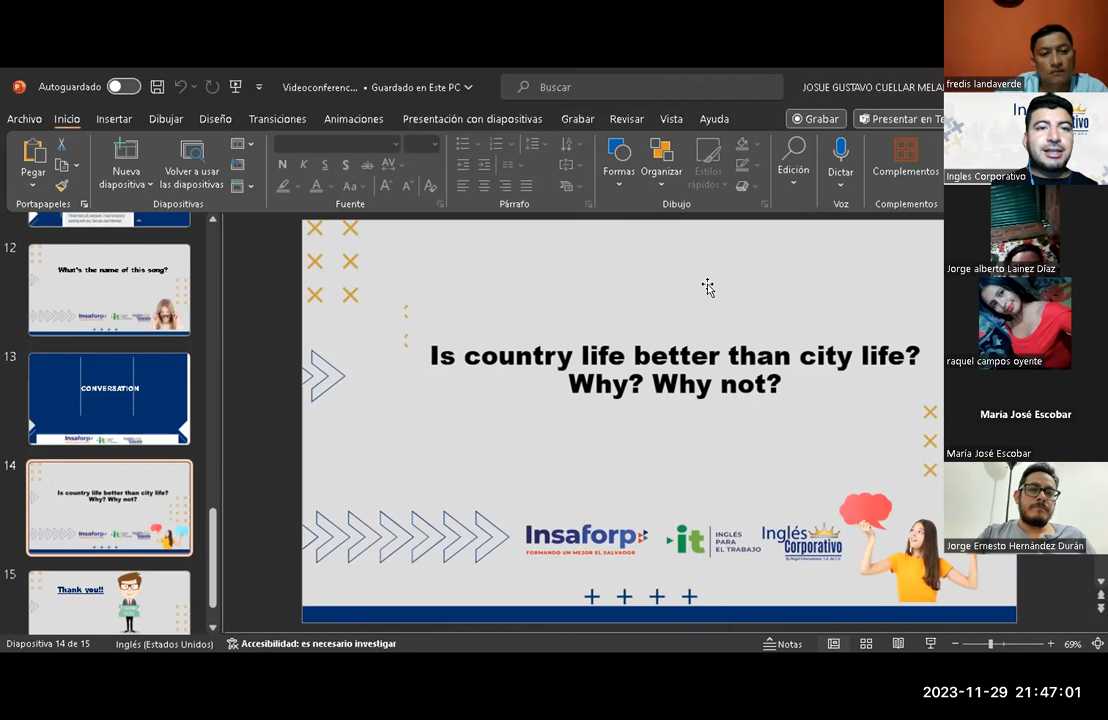 Autoguardado
Videoconferenc... • Guardado en Este PC
Buscar
JOSUE GUSTAVO CUELLAR MELA
Archivo Inicio Insertar Dibujar Diseño Transiciones Animaciones Presentación con diapositivas Grabar Revisar Vista Ayuda
Grabar
Presentar en Te
Pegar
Nueva diapositiva
Volver a usar las diapositivas
N K S S ab AV
A Aa A A A
Formas
Organizar
Estilos rápidos
Edición
Dictar
Complementos
Portapapeles
Diapositivas
Fuente
Párrafo
Dibujo
Voz
Complementos
12
What's the name of this song?
13
CONVERSATION
14
Is country life better than city life?
Why? Why not?
15
Thank you!!
Is country life better than city life?
Why? Why not?
Insaforp
FORMANDO UN MEJOR EL SALVADOR
it
INGLÉS
PARA
EL TRABAJO
Inglés
Corporativo
fredis landaverde
Ingles Corporativo
Jorge alberto Lainez Díaz
raquel campos oyente
María José Escobar
María José Escobar
Jorge Ernesto Hernández Durán
Diapositiva 14 de 15
Inglés (Estados Unidos)
Accesibilidad: es necesario investigar
Notas
69%
2023-11-29 21:47:01